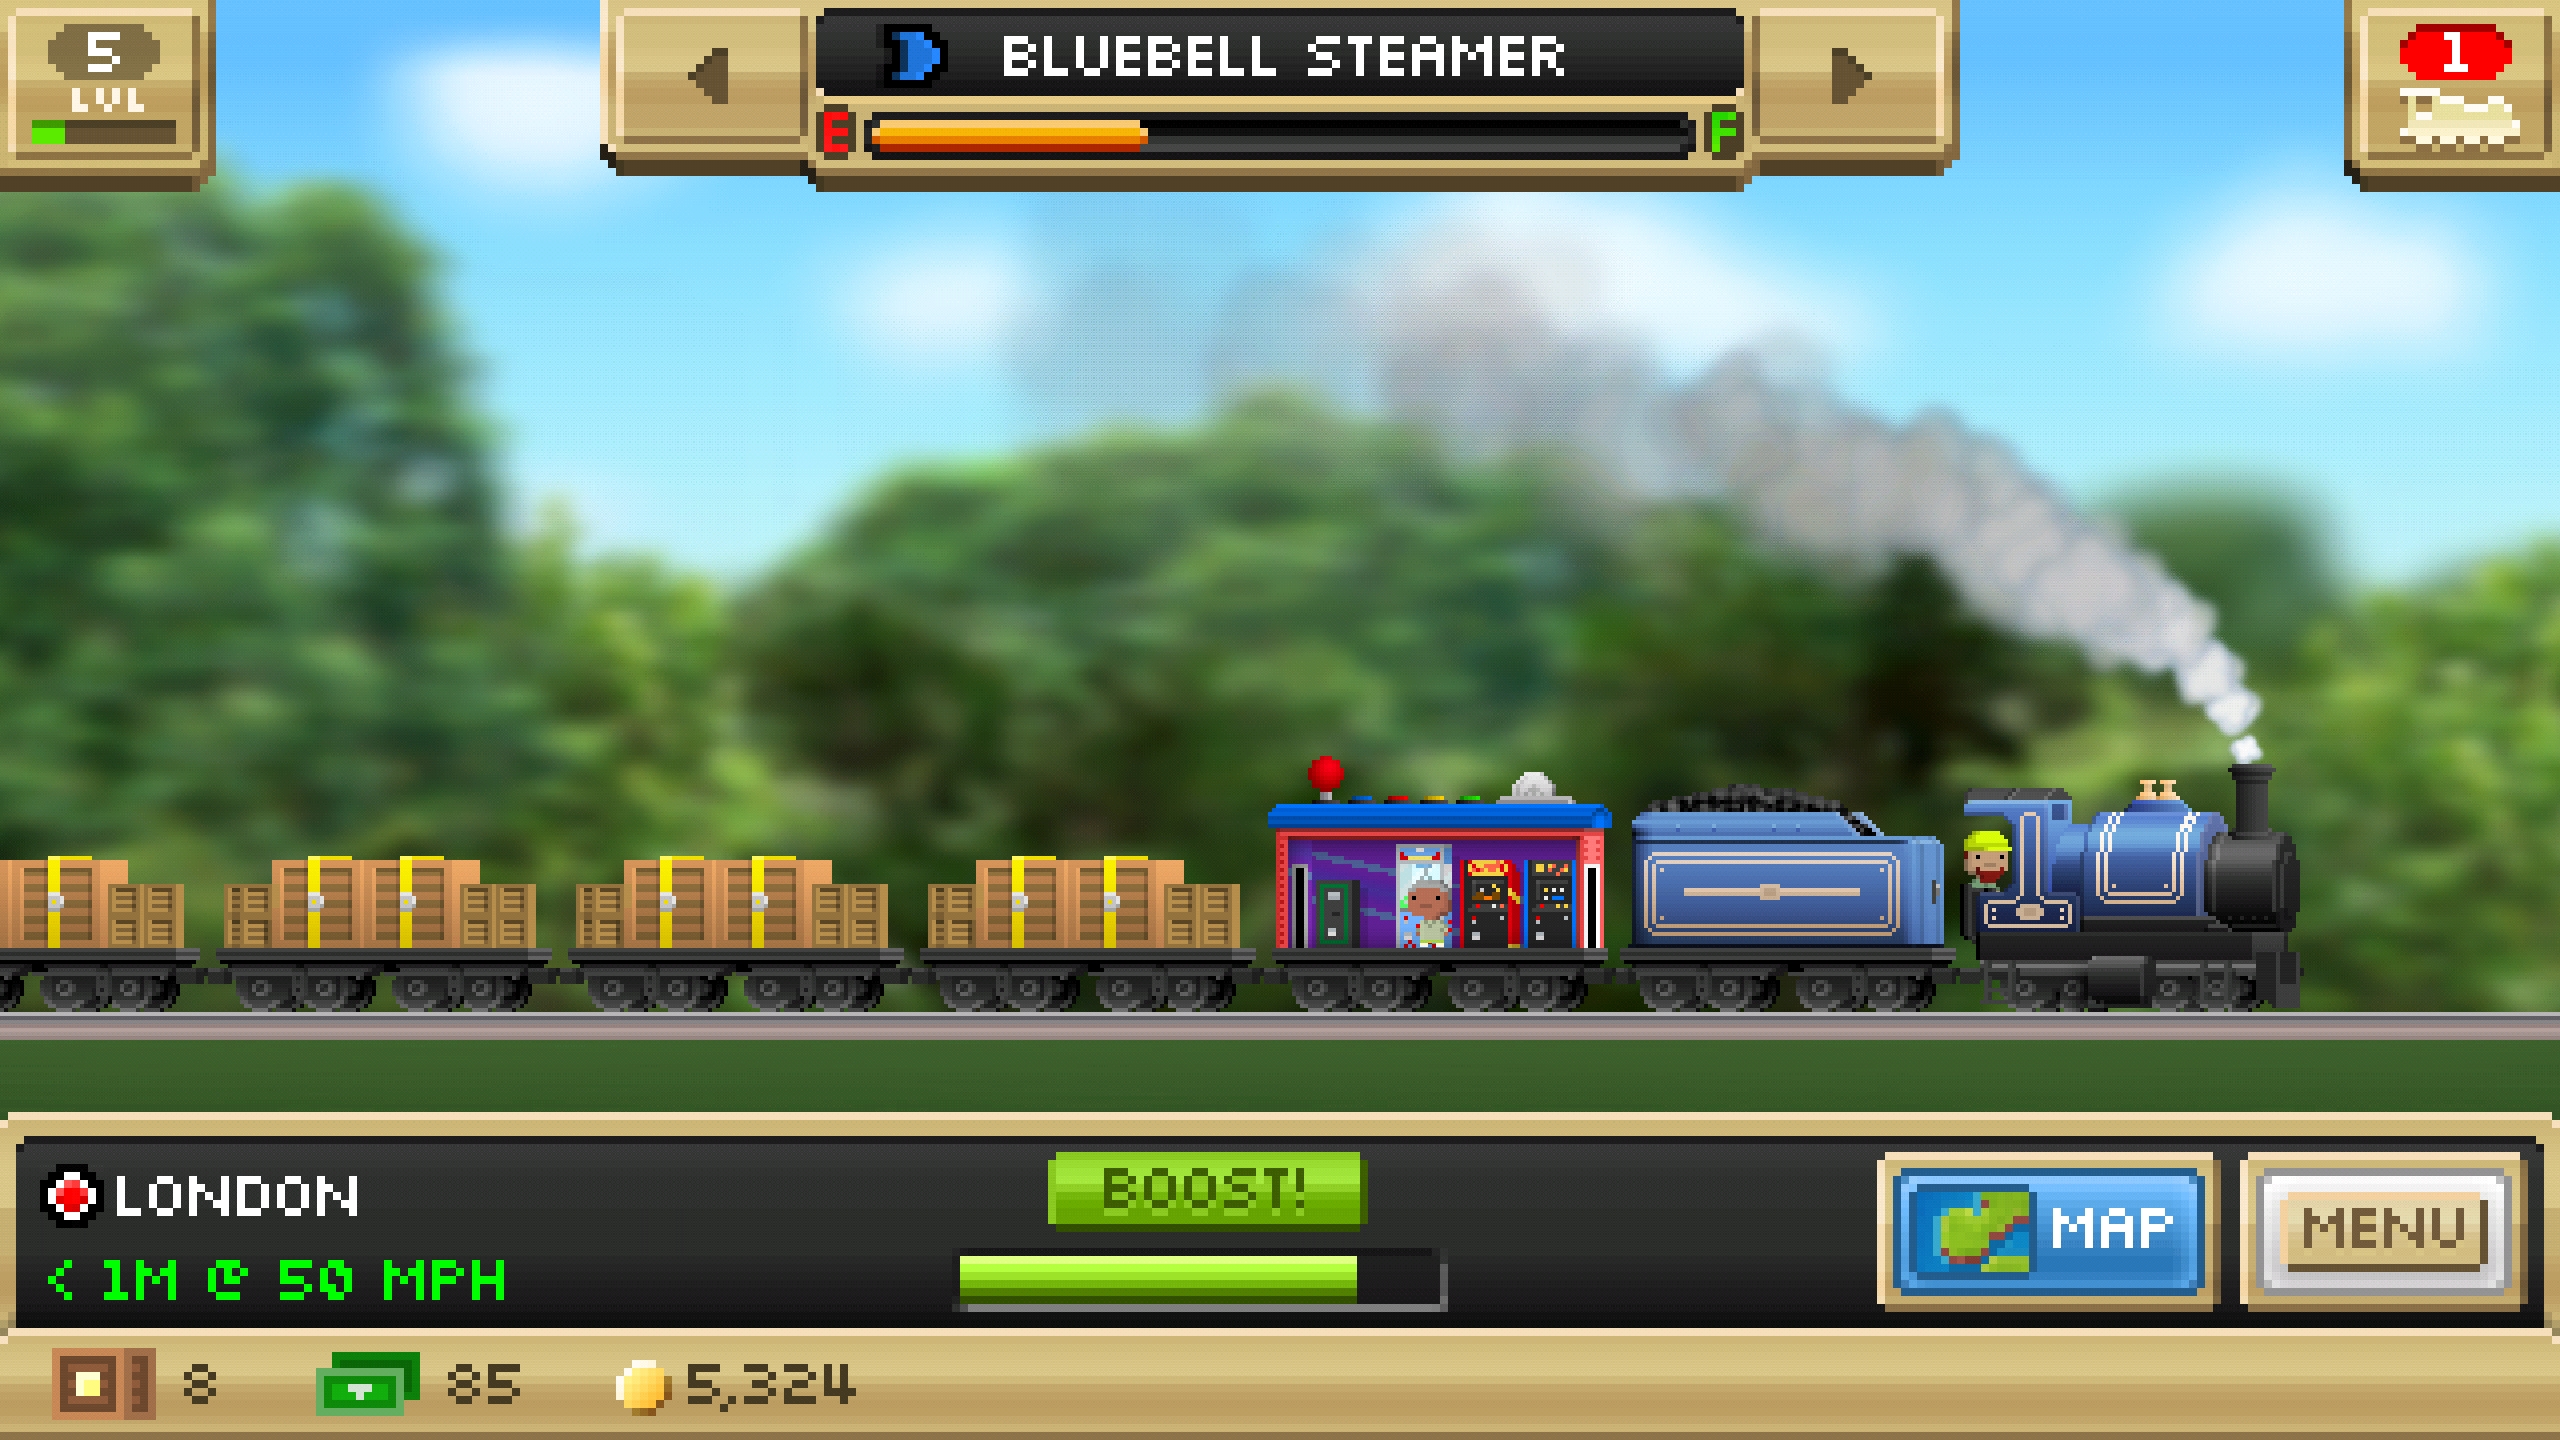 5
LVL
BLUEBELL STEAMER
E
F
1
LONDON
< 1M @ 50 MPH
BOOST!
MAP
MENU
8
85
5,324